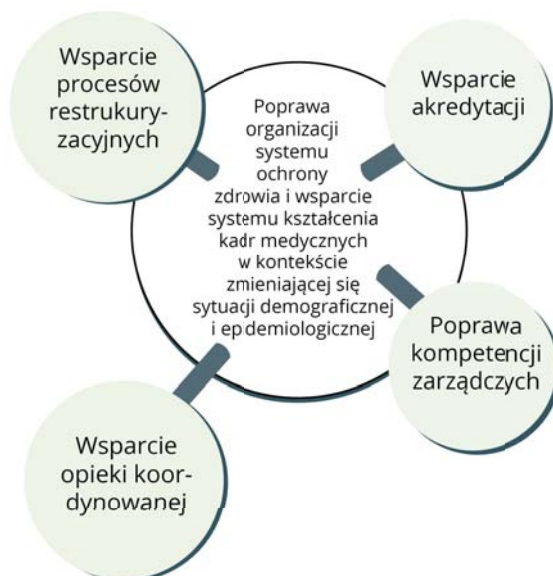 Wsparcie
procesów
restrukury-
zacyjnych
Wsparcie
akredytacji
Poprawa
organizacji
systemu
ochrony
zdrowia i wsparcie
systemu kształcenia
kadr medycznych
w kontekście
zmieniającej się
sytuacji demograficznej
i epidemiologicznej
Poprawa
kompetencji
zarządczych
Wsparcie
opieki koor-
dynowanej